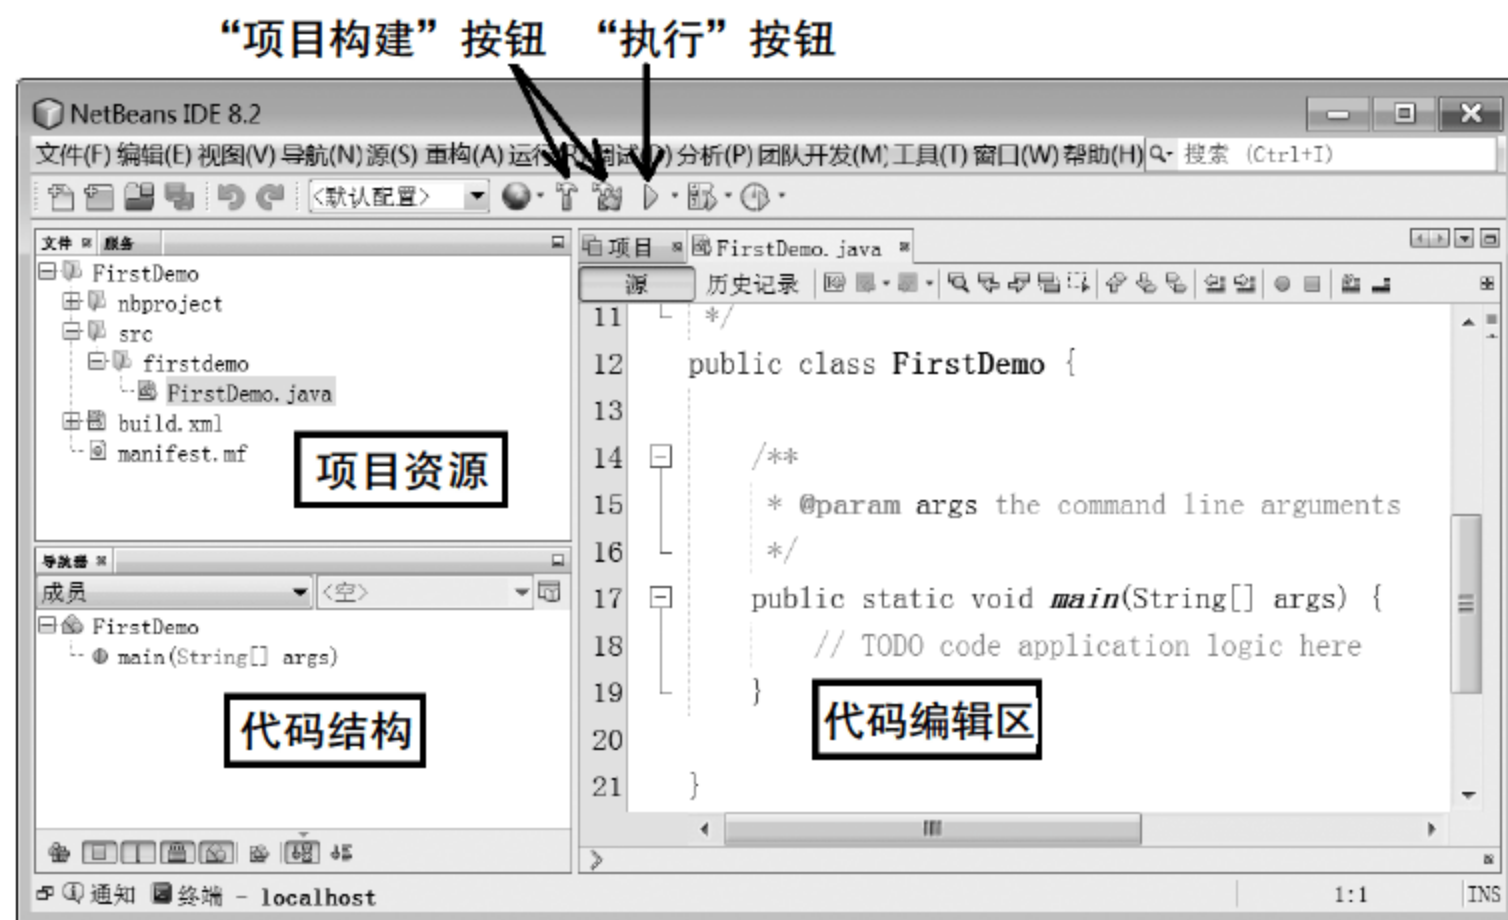 “项目构建”按钮 “执行”按钮
NetBeans IDE 8.2
文件(F) 编辑(E) 视图(V) 导航(N) 源(S) 重构(A) 运行 调试 分析(P) 团队开发(M) 工具(T) 窗口(W) 帮助(H) 搜索 (Ctrl+I)
<默认配置>
文件 服务
FirstDemo
nbproject
src
firstdemo
FirstDemo.java
build.xml
manifest.mf
项目资源
导航器
成员 <空>
FirstDemo
main(String[] args)
代码结构
项目 FirstDemo.java
源 历史记录
11 */
12 public class FirstDemo {
13
14 /**
15 * @param args the command line arguments
16 */
17 public static void main(String[] args) {
18 // TODO code application logic here
19 }
代码编辑区
20
21 }
通知 终端 - localhost 1:1 INS